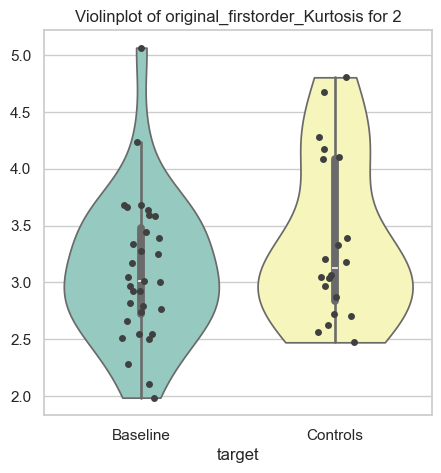 Violinplot of original_firstorder_Kurtosis for 2
5.0
4.5
4.0
3.5
3.0
2.5
2.0
Baseline Controls
target